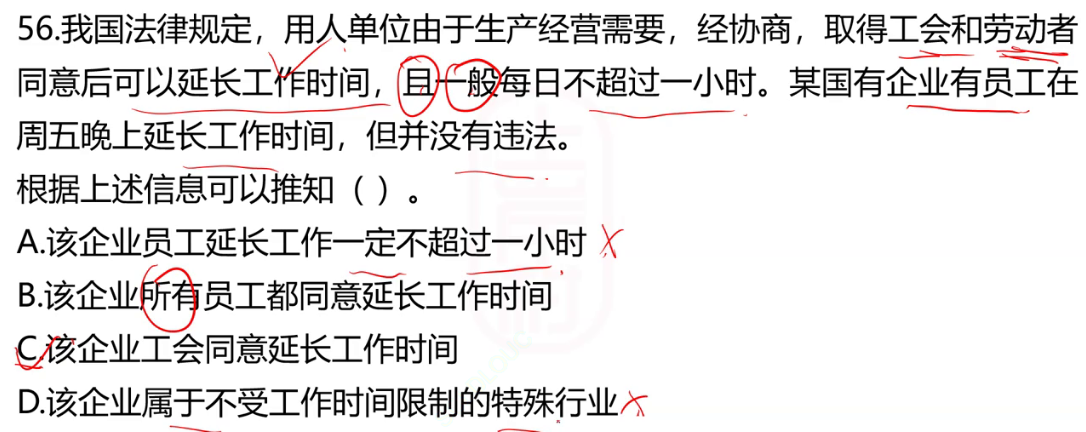 56.我国法律规定，用人单位由于生产经营需要，经协商，取得工会和劳动者
同意后可以延长工作时间，且一般每日不超过一小时。某国有企业有员工在
周五晚上延长工作时间，但并没有违法。
根据上述信息可以推知（ ）。
A.该企业员工延长工作一定不超过一小时
B.该企业所有员工都同意延长工作时间
C.该企业工会同意延长工作时间
D.该企业属于不受工作时间限制的特殊行业